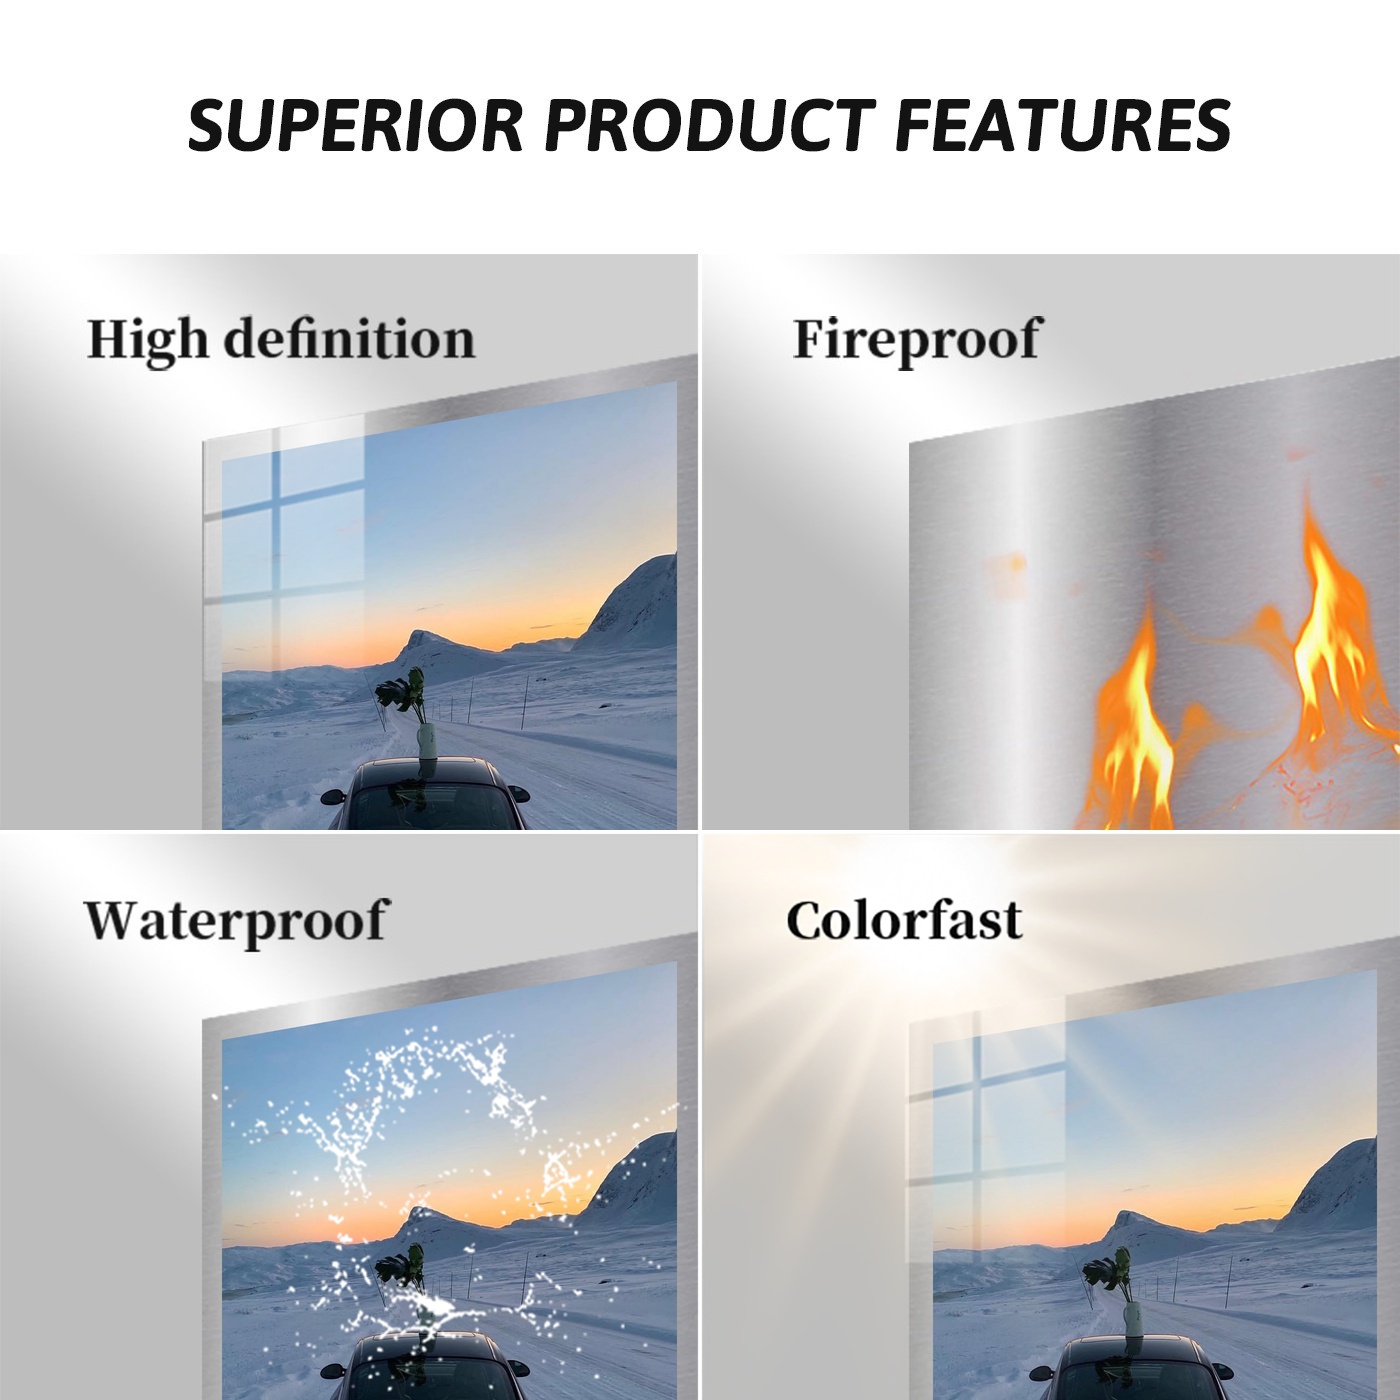 SUPERIOR PRODUCT FEATURES
High definition
Fireproof
Waterproof
Colorfast